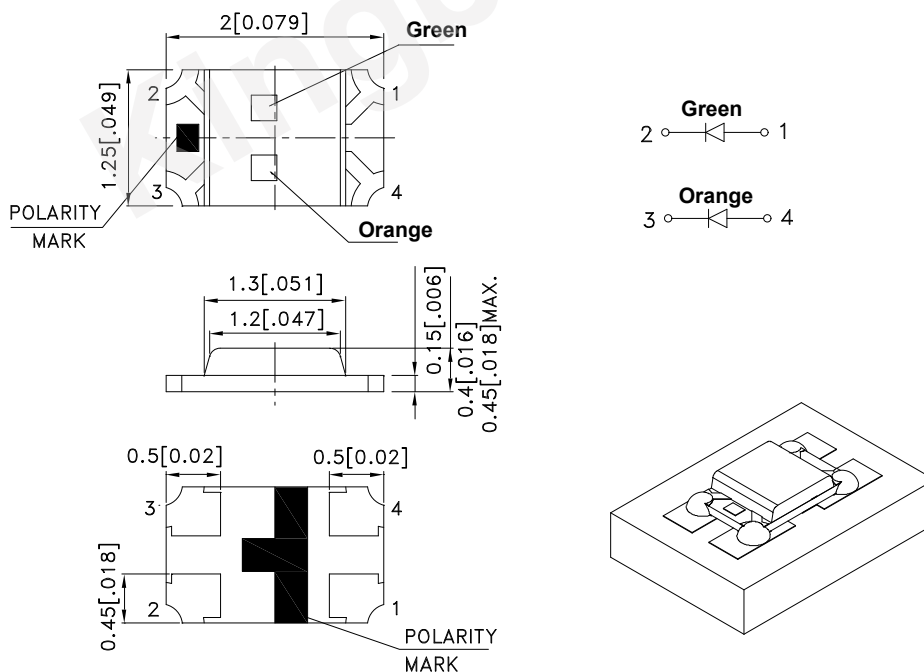 2[0.079]
Green
2
1
1.25[.049]
3
4
POLARITY
MARK
Orange
Green
2
1
Orange
3
4
1.3[.051]
1.2[.047]
0.15[.006]
0.4[.016]
0.45[.018]MAX.
0.5[0.02]
0.5[0.02]
3
4
0.45[.018]
2
1
POLARITY
MARK